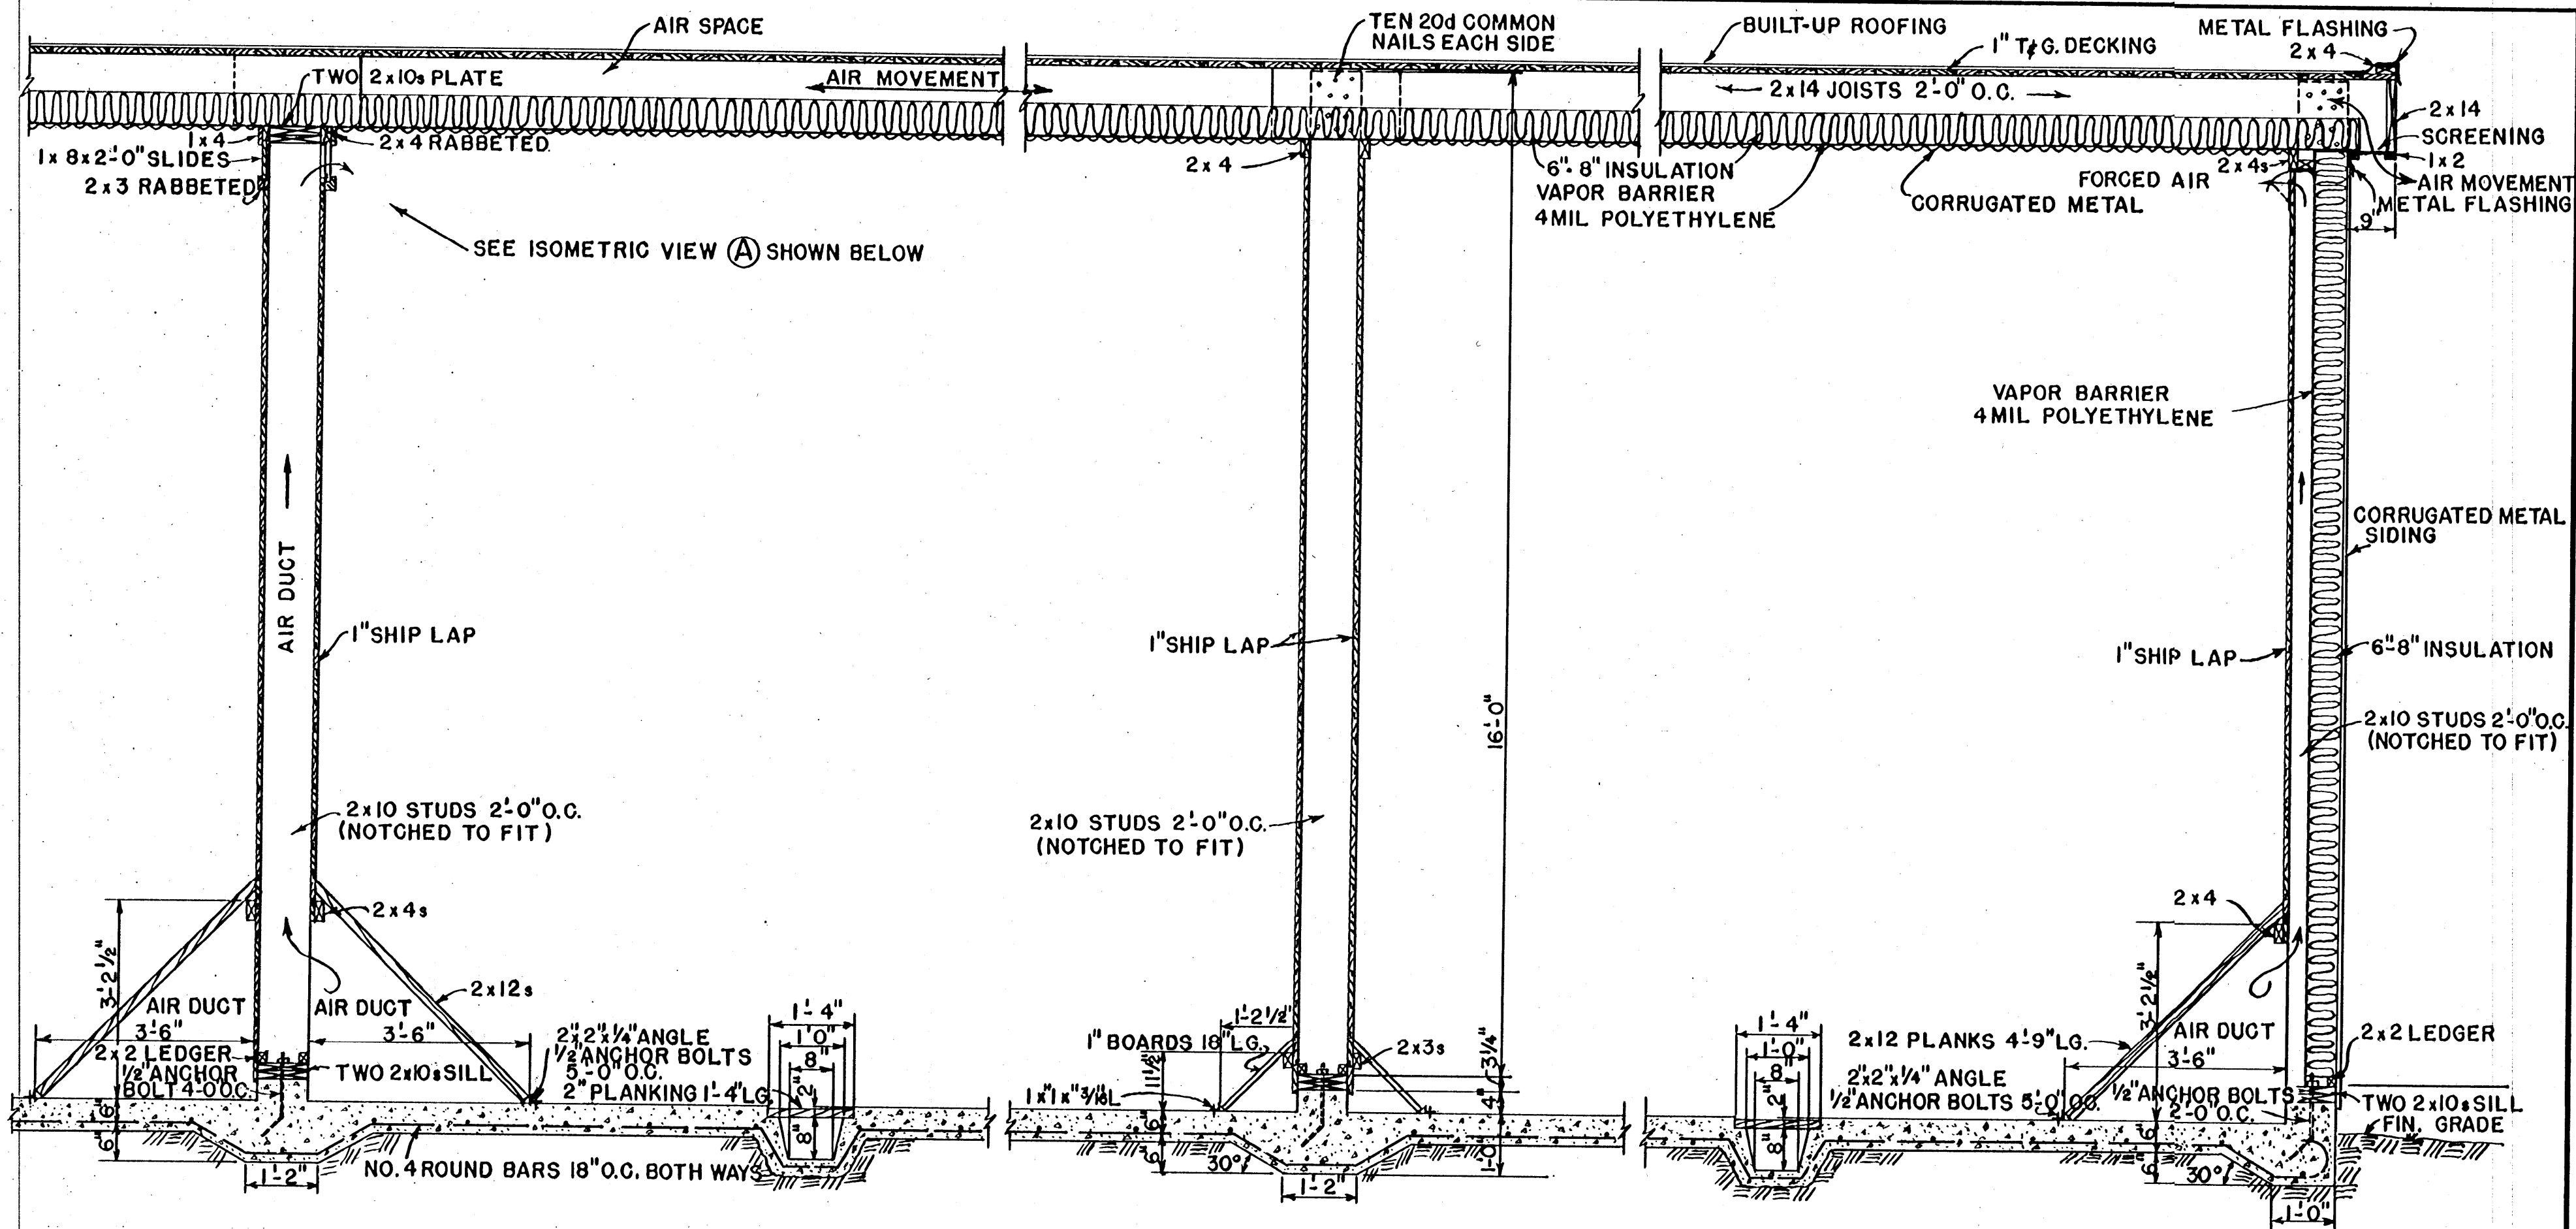 AIR SPACE
TWO 2x10s PLATE
AIR MOVEMENT
1x4
1x8x2'-0" SLIDES
2x3 RABBETED
2x4 RABBETED
SEE ISOMETRIC VIEW (A) SHOWN BELOW
AIR DUCT
1" SHIP LAP
2x10 STUDS 2'-0" O.C.
(NOTCHED TO FIT)
2x4s
2x12s
3'-2 1/2"
AIR DUCT
3'-6"
AIR DUCT
3'-6"
2x2 LEDGER
1/2" ANCHOR
BOLT 4-0" O.C.
TWO 2x10s SILL
6"
6"
1'-2"
NO. 4 ROUND BARS 18" O.C. BOTH WAYS
2"x2"x1/4" ANGLE
1/2" ANCHOR BOLTS
5'-0" O.C.
2" PLANKING 1'-4" LG.
1'-4"
1'0"
8"
2"
8"
TEN 20d COMMON
NAILS EACH SIDE
2x4
1" SHIP LAP
16'-0"
2x10 STUDS 2'-0" O.C.
(NOTCHED TO FIT)
1'-2 1/2"
1" BOARDS 18" LG.
11 1/2"
1"x1"x3/16" L
2x3s
3 1/4"
4"
1'-0"
6"
6"
30°
1'-2"
BUILT-UP ROOFING
1" T&G. DECKING
2x14 JOISTS 2'-0" O.C.
METAL FLASHING
2x4
2x14
SCREENING
1x2
AIR MOVEMENT
METAL FLASHING
9"
2x4s
FORCED AIR
6"-8" INSULATION
VAPOR BARRIER
4 MIL POLYETHYLENE
CORRUGATED METAL
VAPOR BARRIER
4 MIL POLYETHYLENE
CORRUGATED METAL
SIDING
1" SHIP LAP
6"-8" INSULATION
2x10 STUDS 2'-0" O.C.
(NOTCHED TO FIT)
2x4
3'-2 1/2"
1'-4"
1'-0"
8"
2"
8"
2x12 PLANKS 4'-9" LG.
AIR DUCT
3'-6"
2x2 LEDGER
2"x2"x1/4" ANGLE
1/2" ANCHOR BOLTS 5'-0" O.C.
1/2" ANCHOR BOLTS
2'-0" O.C.
TWO 2x10s SILL
FIN. GRADE
6"
6"
30°
1'-0"